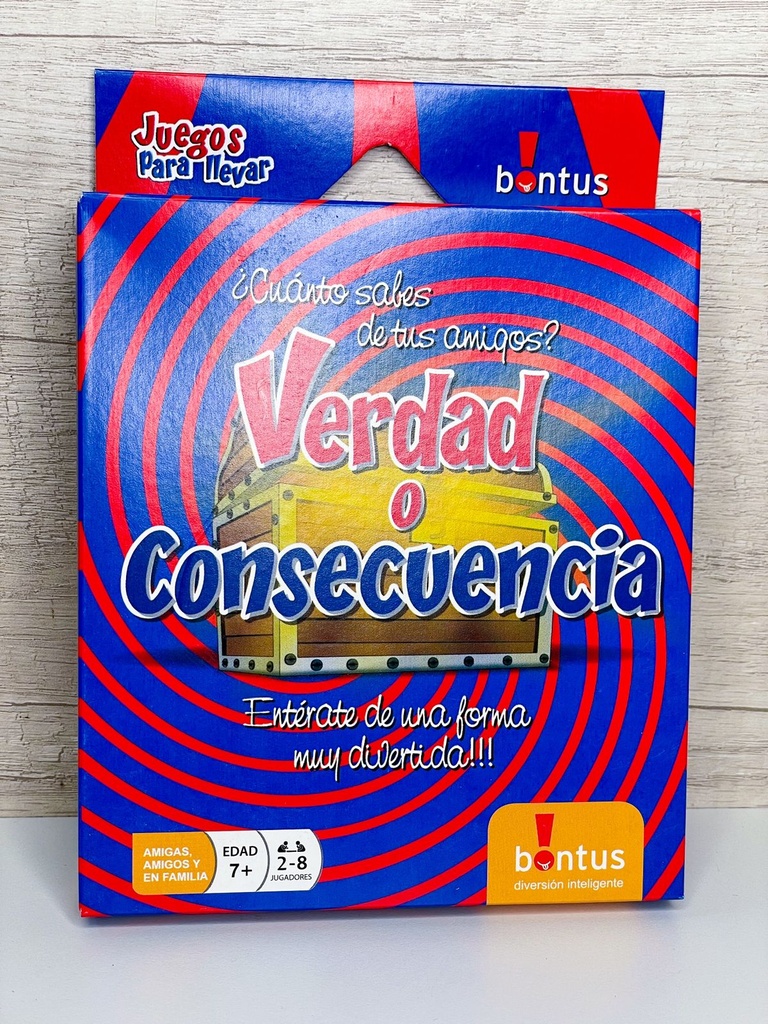 Juegos
Para llevar
bontus
¿Cuánto sabes
de tus amigos?
Verdad
o
Consecuencia
Entérate de una forma
muy divertida!!!
AMIGAS,
AMIGOS Y
EN FAMILIA
EDAD
7+
2-8
JUGADORES
bontus
diversión inteligente